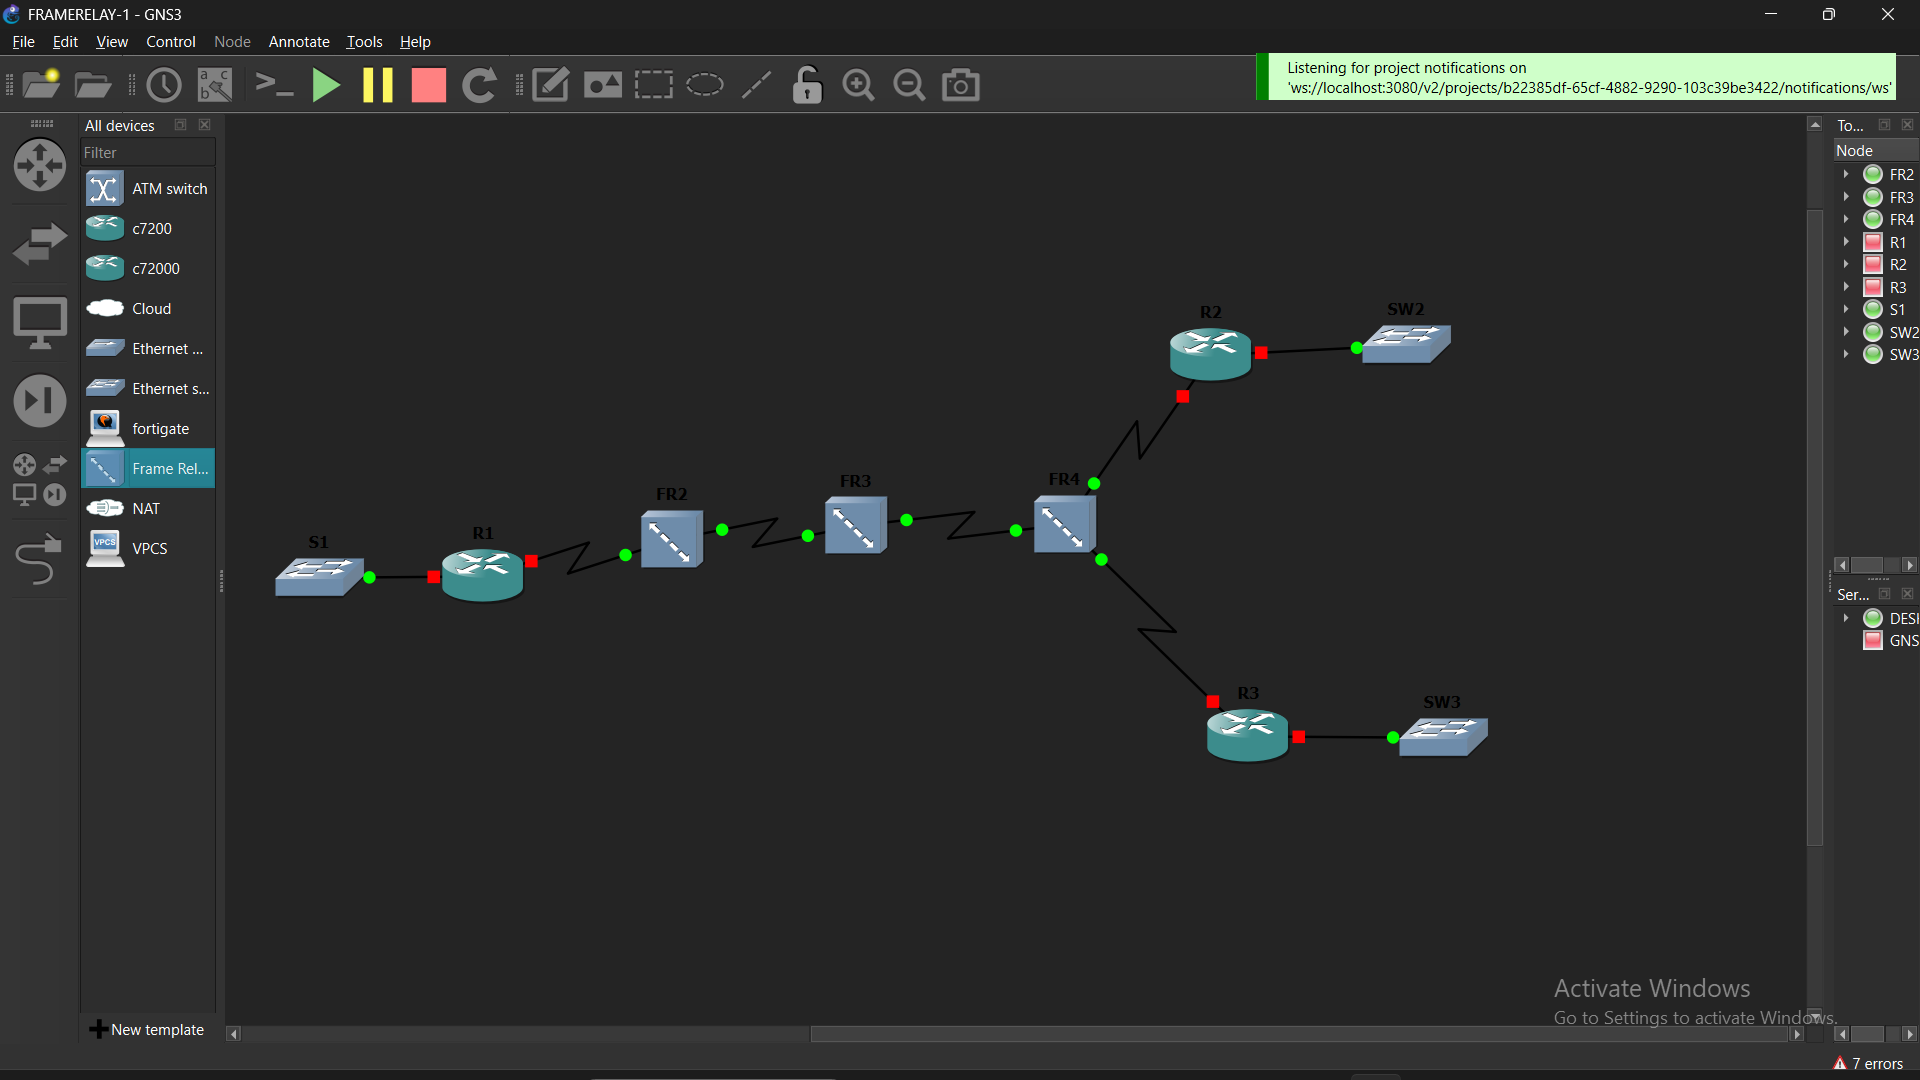 FRAMERELAY-1 - GNS3
File Edit View Control Node Annotate Tools Help
Listening for project notifications on
'ws://localhost:3080/v2/projects/b22385df-65cf-4882-9290-103c39be3422/notifications/ws'
All devices
Filter
ATM switch
c7200
c72000
Cloud
Ethernet ...
Ethernet s...
fortigate
Frame Rel...
NAT
VPCS
VPCS
New template
R2
SW2
FR4
FR3
FR2
R1
S1
R3
SW3
To...
Node
FR2
FR3
FR4
R1
R2
R3
S1
SW2
SW3
Ser...
DESI
GNS
Activate Windows
Go to Settings to activate Windows.
7 errors